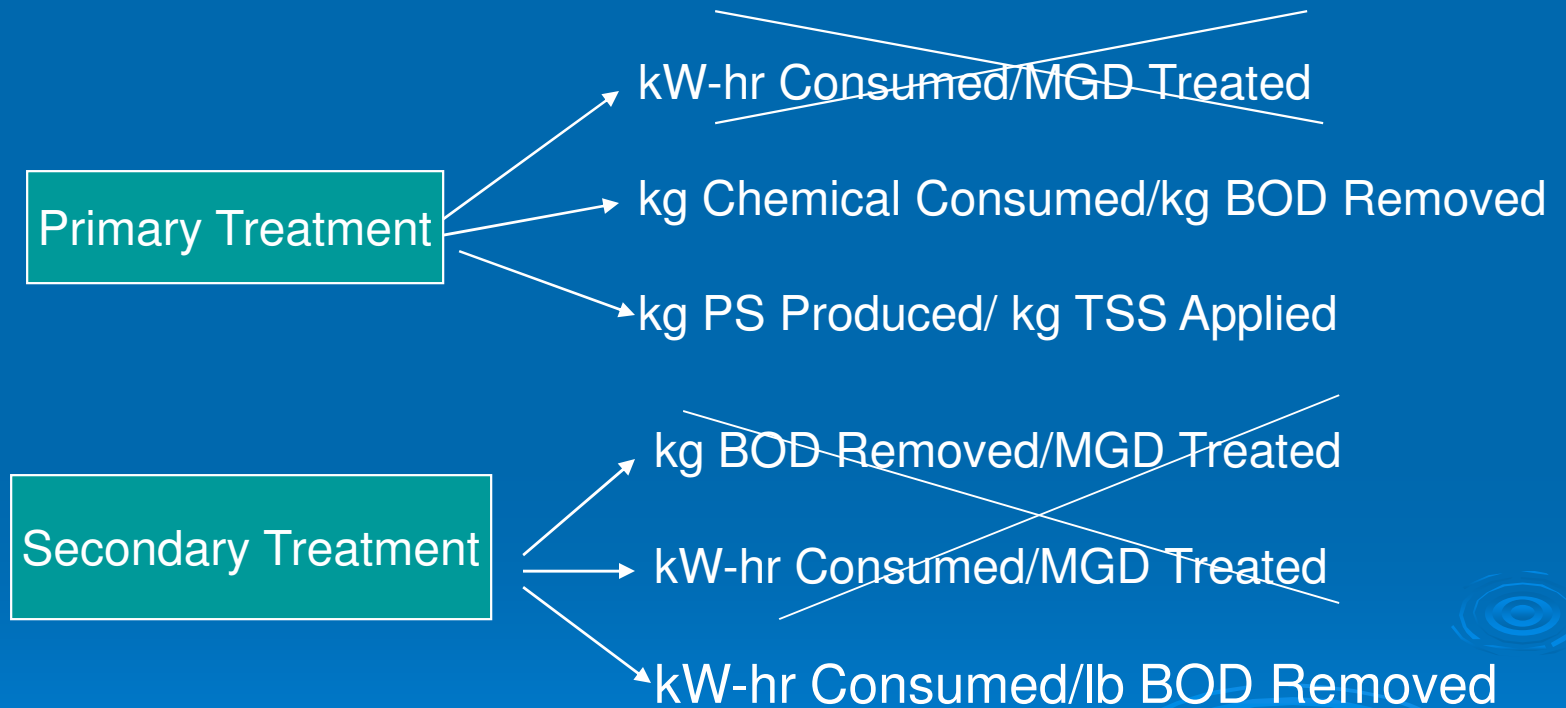 kW-hr Consumed/MGD Treated
Primary Treatment
kg Chemical Consumed/kg BOD Removed
kg PS Produced/ kg TSS Applied
Secondary Treatment
kg BOD Removed/MGD Treated
kW-hr Consumed/MGD Treated
kW-hr Consumed/lb BOD Removed